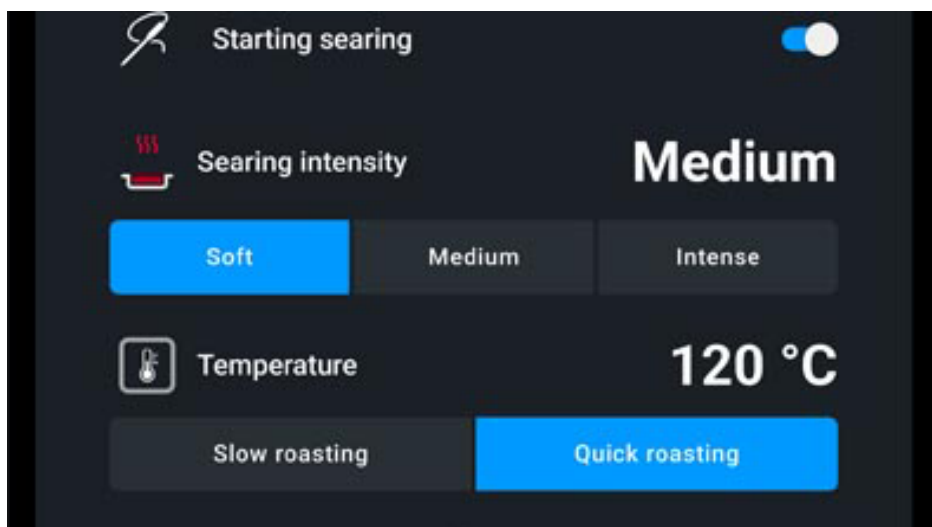 Starting searing
Searing intensity Medium
Soft Medium Intense
Temperature 120 °C
Slow roasting Quick roasting